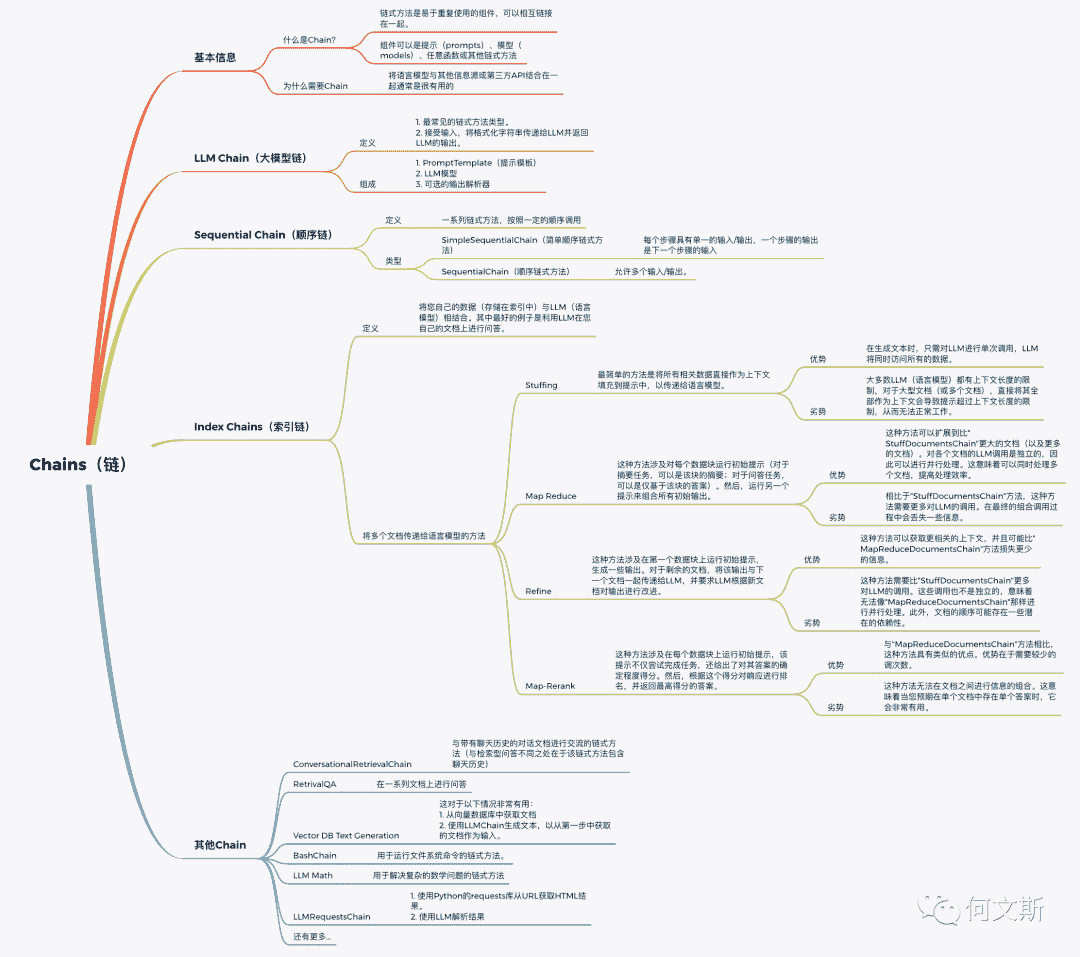 Chains（链）
基本信息
什么是Chain?
链式方法是易于重复使用的组件，可以相互链接
在一起。
组件可以是提示（prompts）、模型（
models）、任意函数或其他链式方法
为什么需要Chain
将语言模型与其他信息源或第三方API结合在一
起通常是很有用的
LLM Chain（大模型链）
定义
1. 最常见的链式方法类型。
2. 接受输入，将格式化字符串传递给LLM并返回
LLM的输出。
组成
1. PromptTemplate（提示模板）
2. LLM模型
3. 可选的输出解析器
Sequential Chain（顺序链）
定义
一系列链式方法，按照一定的顺序调用
类型
SimpleSequentialChain（简单顺序链式方
法）
每个步骤具有单一的输入/输出，一个步骤的输出
是下一个步骤的输入
SequentialChain（顺序链式方法）
允许多个输入/输出。
Index Chains（索引链）
定义
将您自己的数据（存储在索引中）与LLM（语言
模型）相结合。其中最好的例子是利用LLM在您
自己的文档上进行问答。
将多个文档传递给语言模型的方法
Stuffing
最简单的方法是将所有相关数据直接作为上下文
填充到提示中，以传递给语言模型。
优势
在生成文本时，只需对LLM进行单次调用，LLM
将同时访问所有的数据。
劣势
大多数LLM（语言模型）都有上下文长度的限
制，对于大型文档（或多个文档），直接将其全
部作为上下文会导致提示超过上下文长度的限
制，从而无法正常工作。
Map Reduce
这种方法涉及对每个数据块运行初始提示（对于
摘要任务，可以是该块的摘要；对于问答任务，
可以是仅基于该块的答案）。然后，运行另一个
提示来组合所有初始输出。
优势
这种方法可以扩展到比"
StuffDocumentsChain"更大的文档（以及更多
的文档）。对各个文档的LLM调用是独立的，因
此可以进行并行处理。这意味着可以同时处理多
个文档，提高处理效率。
劣势
相比于"StuffDocumentsChain"方法，这种方
法需要更多对LLM的调用。在最终的组合调用过
程中会丢失一些信息。
Refine
这种方法涉及在第一个数据块上运行初始提示，
生成一些输出。对于剩余的文档，将该输出与下
一个文档一起传递给LLM，并要求LLM根据新文
档对输出进行改进。
优势
这种方法可以获取更相关的上下文，并且可能比"
MapReduceDocumentsChain"方法损失更少
的信息。
劣势
这种方法需要比"StuffDocumentsChain"更多
对LLM的调用。这些调用也不是独立的，意味着
无法像"MapReduceDocumentsChain"那样进
行并行处理。此外，文档的顺序可能存在一些潜
在的依赖性。
Map-Rerank
这种方法涉及在每个数据块上运行初始提示，该
提示不仅尝试完成任务，还给出了对其答案的确
定程度得分。然后，根据这个得分对响应进行排
名，并返回最高得分的答案。
优势
与"MapReduceDocumentsChain"方法相比，
这种方法具有类似的优点。优势在于需要较少的
调次数。
劣势
这种方法无法在文档之间进行信息的组合。这意
味着当您预期在单个文档中存在单个答案时，它
会非常有用。
其他Chain
ConversationalRetrievalChain
与带有聊天历史的对话文档进行交流的链式方
法（与检索型问答不同之处在于该链式方法包含
聊天历史）
RetrivalQA
在一系列文档上进行问答
Vector DB Text Generation
这对于以下情况非常有用：
1. 从向量数据库中获取文档
2. 使用LLMChain生成文本，以从第一步中获取
的文档作为输入。
BashChain
用于运行文件系统命令的链式方法。
LLM Math
用于解决复杂的数学问题的链式方法
LLMRequestsChain
1. 使用Python的requests库从URL获取HTML结
果。
2. 使用LLM解析结果
还有更多...
何文斯